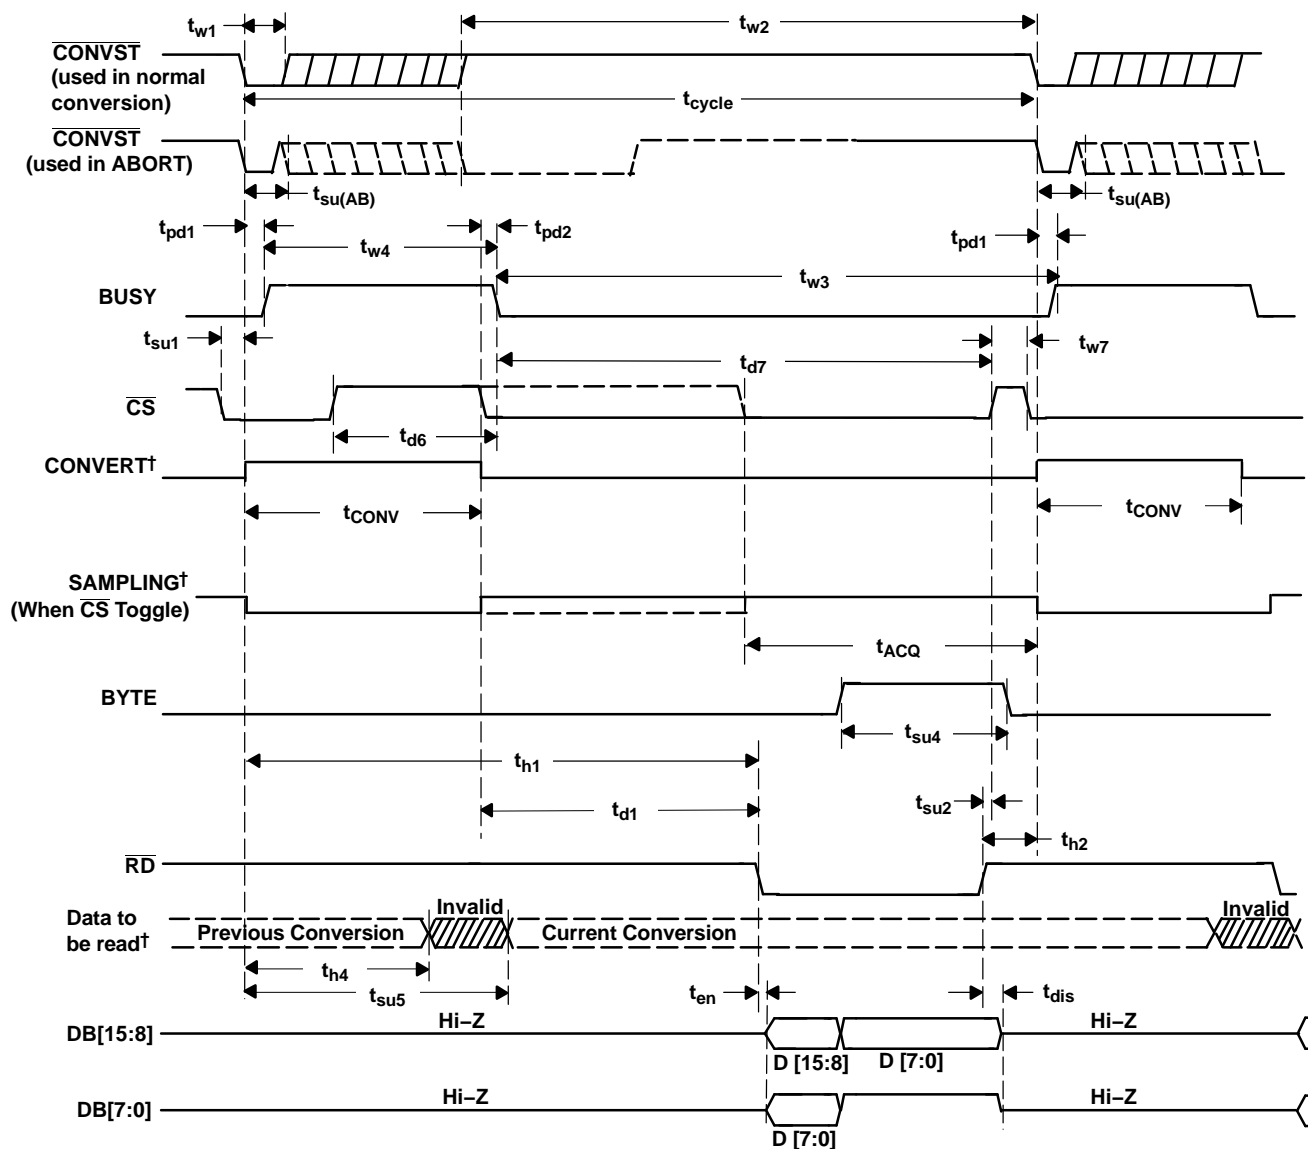 tw1
tw2
CONVST
(used in normal
conversion)
tcycle
CONVST
(used in ABORT)
tsu(AB)
tsu(AB)
tpd1
tw4
tpd2
tpd1
tw3
BUSY
tsu1
td7
tw7
CS
td6
CONVERT†
tCONV
tCONV
SAMPLING†
(When CS Toggle)
tACQ
BYTE
tsu4
th1
td1
tsu2
th2
RD
Data to
be read†
Previous Conversion
Invalid
Current Conversion
Invalid
th4
tsu5
ten
tdis
DB[15:8]
Hi−Z
D [15:8]
D [7:0]
Hi−Z
DB[7:0]
Hi−Z
D [7:0]
Hi−Z